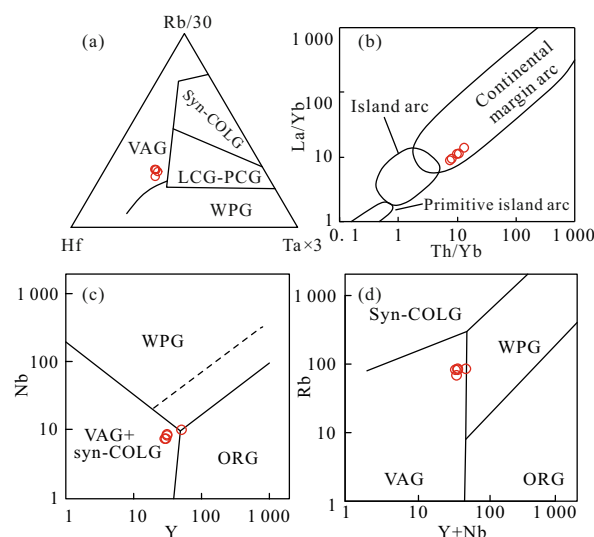 Rb/30
(a)
Syn-COLG
VAG
LCG-PCG
WPG
Hf
Ta×3
1 000
(b)
Continental
margin arc
La/Yb
100
Island arc
10
Primitive island arc
1
0. 1
1
10
100
1 000
Th/Yb
(c)
1 000
WPG
Nb
100
10
VAG+
syn-COLG
ORG
1
1
10
100
1 000
Y
(d)
1 000
Syn-COLG
WPG
Rb
100
10
VAG
ORG
1
1
10
100
1 000
Y+Nb